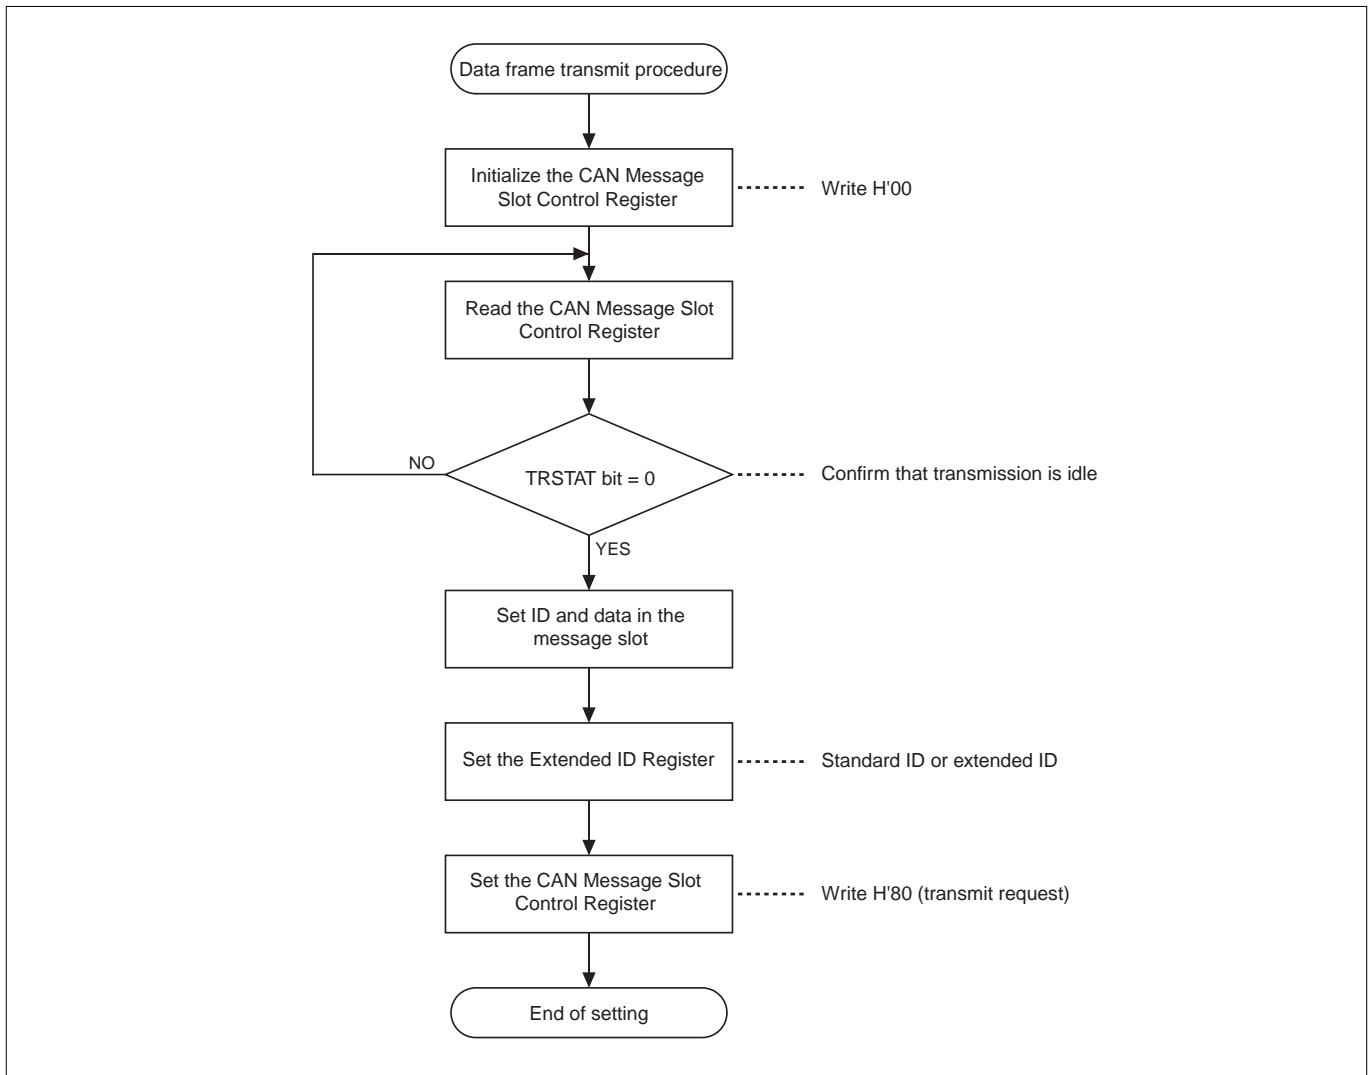 Data frame transmit procedure
Initialize the CAN Message
Slot Control Register
Write H'00
Read the CAN Message Slot
Control Register
NO
TRSTAT bit = 0
Confirm that transmission is idle
YES
Set ID and data in the
message slot
Set the Extended ID Register
Standard ID or extended ID
Set the CAN Message Slot
Control Register
Write H'80 (transmit request)
End of setting